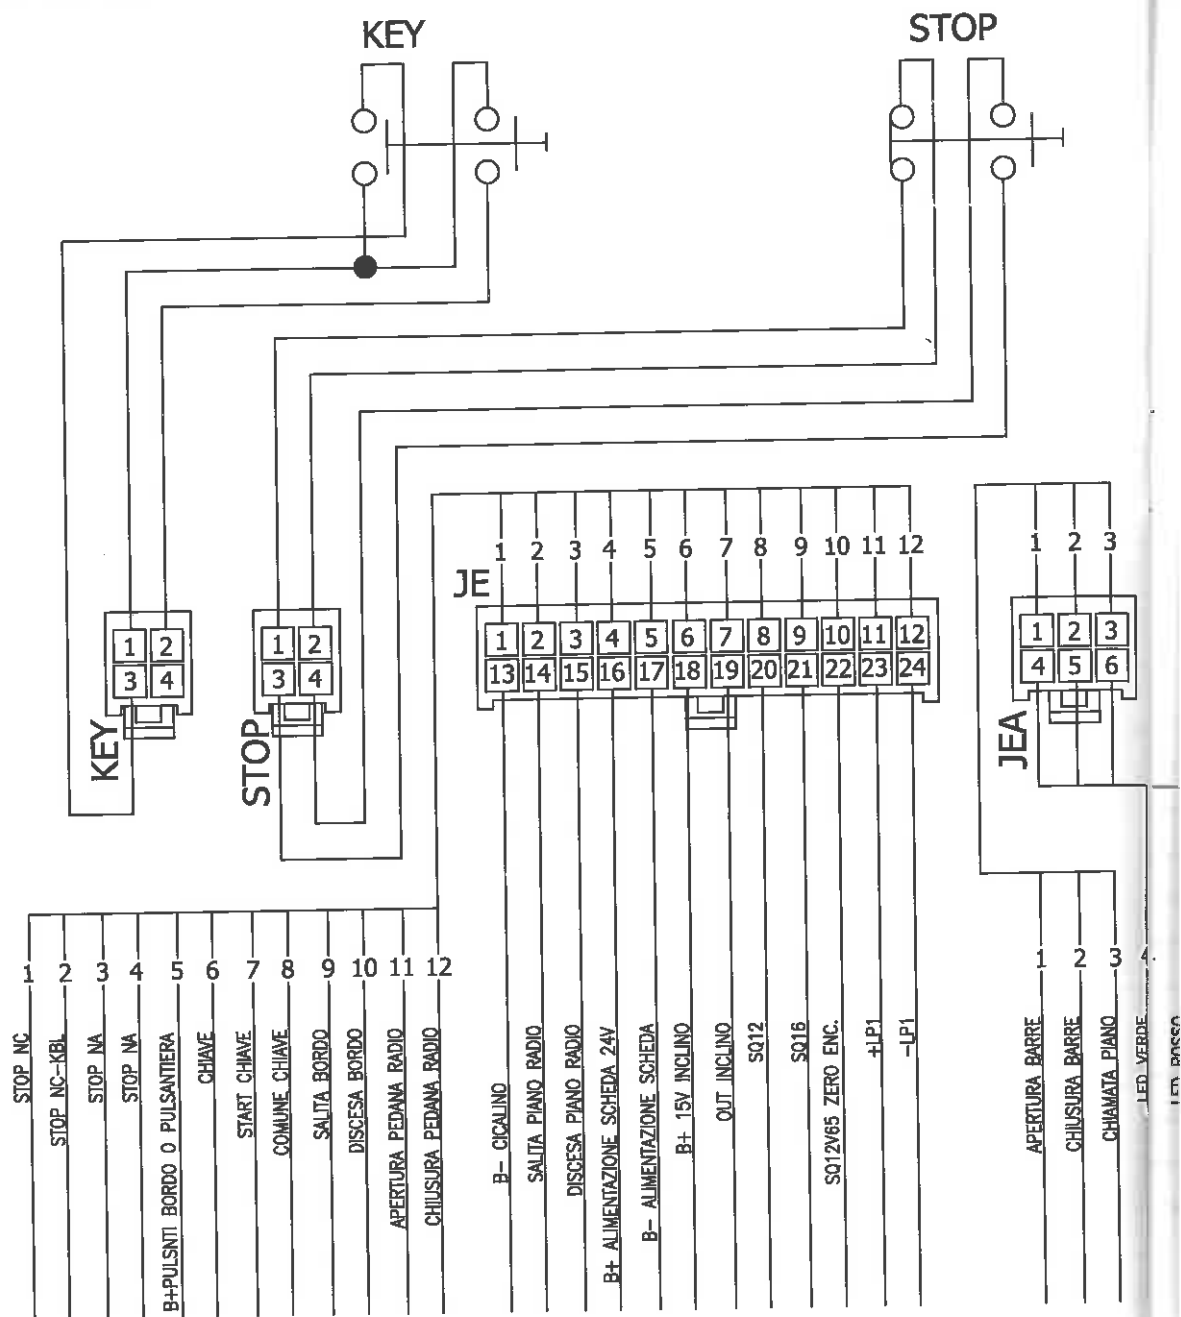 KEY
STOP
1 2 3 4 5 6 7 8 9 10 11 12
1 2 3
JE
1 2
3 4
KEY
1 2
3 4
STOP
1 2 3 4 5 6 7 8 9 10 11 12
13 14 15 16 17 18 19 20 21 22 23 24
1 2 3
4 5 6
JEA
1 2 3 4 5 6 7 8 9 10 11 12
1 2 3 4
STOP NC
STOP NC-KBL
STOP NA
STOP NA
B+PULSNTI BORDO O PULSANTIERA
CHIAVE
START CHIAVE
COMUNE CHIAVE
SALITA BORDO
DISCESA BORDO
APERTURA PEDANA RADIO
CHIUSURA PEDANA RADIO
B- CICALINO
SALITA PIANO RADIO
DISCESA PIANO RADIO
B+ ALIMENTAZIONE SCHEDA 24V
B- ALIMENTAZIONE SCHEDA
B+ 15V INCLINO
OUT INCLINO
SQ12
SQ16
SQ12V65 ZERO ENC.
+LP1
-LP1
APERTURA BARRE
CHIUSURA BARRE
CHIAMATA PIANO
LED VERDE
LED ROSSO